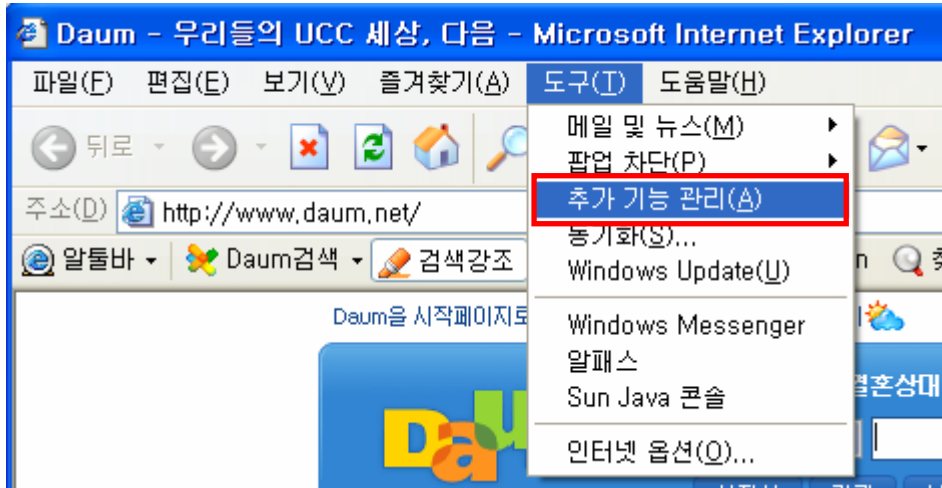 Daum - 우리들의 UCC 세상, 다음 - Microsoft Internet Explorer
파일(F) 편집(E) 보기(V) 즐겨찾기(A) 도구(T) 도움말(H)
뒤로
메일 및 뉴스(M)
팝업 차단(P)
추가 기능 관리(A)
동기화(S)...
Windows Update(U)
Windows Messenger
알패스
Sun Java 콘솔
인터넷 옵션(O)...
주소(D) http://www.daum.net/
알툴바 Daum검색 검색강조
Daum을 시작페이지로
결혼상대
Dau